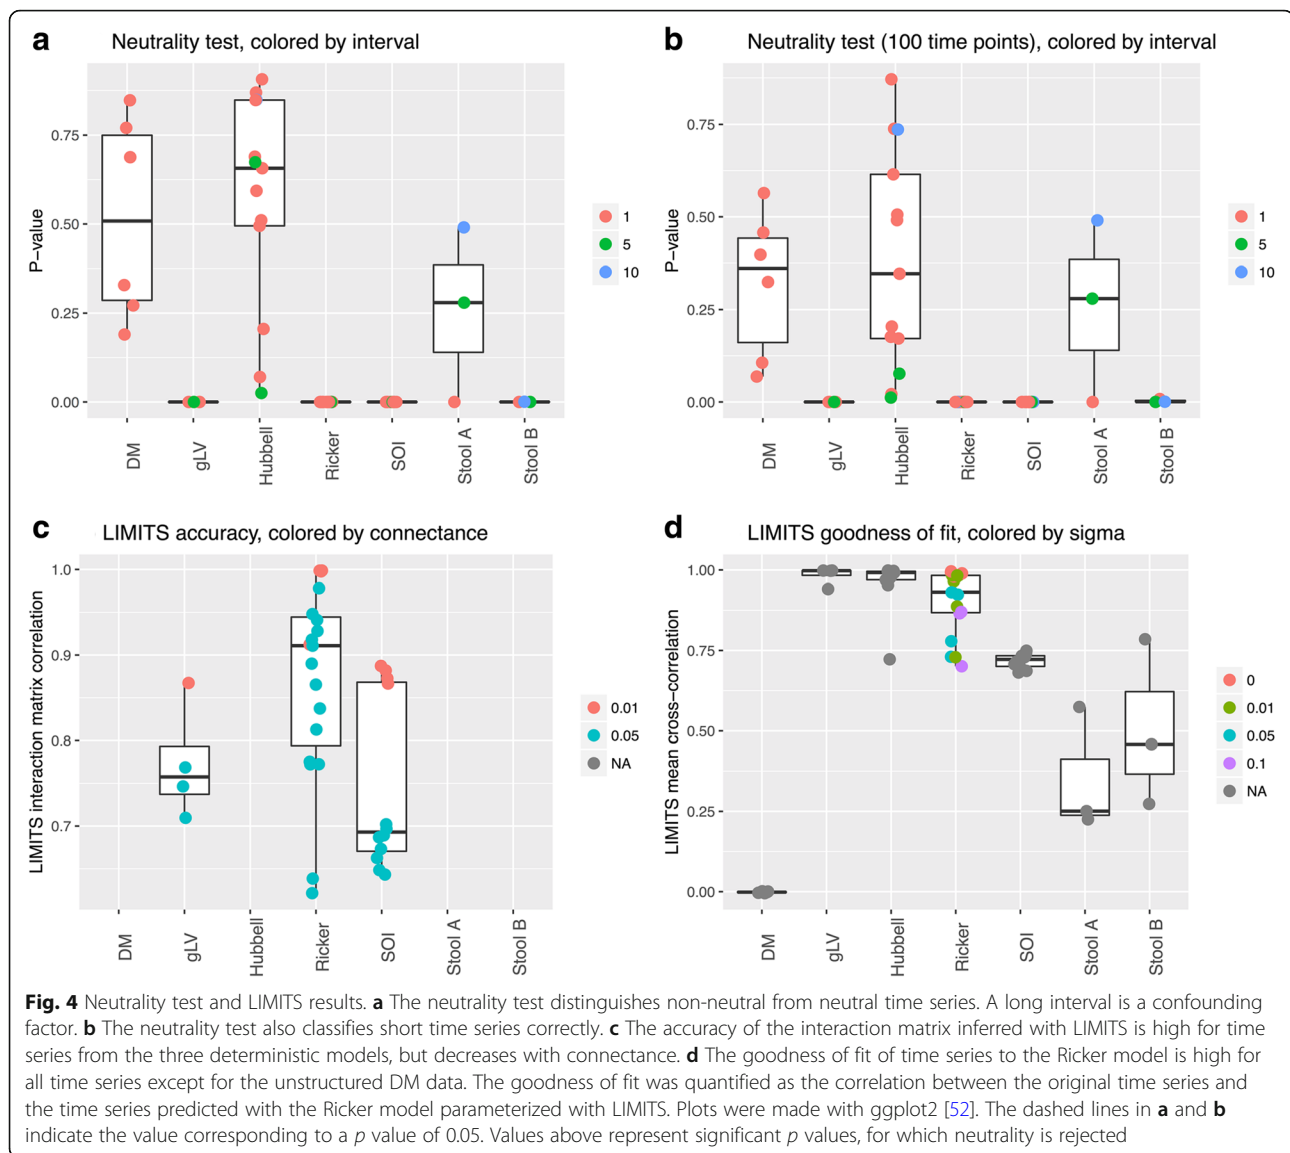 a Neutrality test, colored by interval
P-value
0.75
0.50
0.25
0.00
DM
gLV
Hubbell
Ricker
SOI
Stool A
Stool B
1
5
10
b Neutrality test (100 time points), colored by interval
P-value
0.75
0.50
0.25
0.00
DM
gLV
Hubbell
Ricker
SOI
Stool A
Stool B
1
5
10
c LIMITS accuracy, colored by connectance
LIMITS interaction matrix correlation
1.0
0.9
0.8
0.7
DM
gLV
Hubbell
Ricker
SOI
Stool A
Stool B
0.01
0.05
NA
d LIMITS goodness of fit, colored by sigma
LIMITS mean cross-correlation
1.00
0.75
0.50
0.25
0.00
DM
gLV
Hubbell
Ricker
SOI
Stool A
Stool B
0
0.01
0.05
0.1
NA
Fig. 4 Neutrality test and LIMITS results. a The neutrality test distinguishes non-neutral from neutral time series. A long interval is a confounding
factor. b The neutrality test also classifies short time series correctly. c The accuracy of the interaction matrix inferred with LIMITS is high for time
series from the three deterministic models, but decreases with connectance. d The goodness of fit of time series to the Ricker model is high for
all time series except for the unstructured DM data. The goodness of fit was quantified as the correlation between the original time series and
the time series predicted with the Ricker model parameterized with LIMITS. Plots were made with ggplot2 [52]. The dashed lines in a and b
indicate the value corresponding to a p value of 0.05. Values above represent significant p values, for which neutrality is rejected